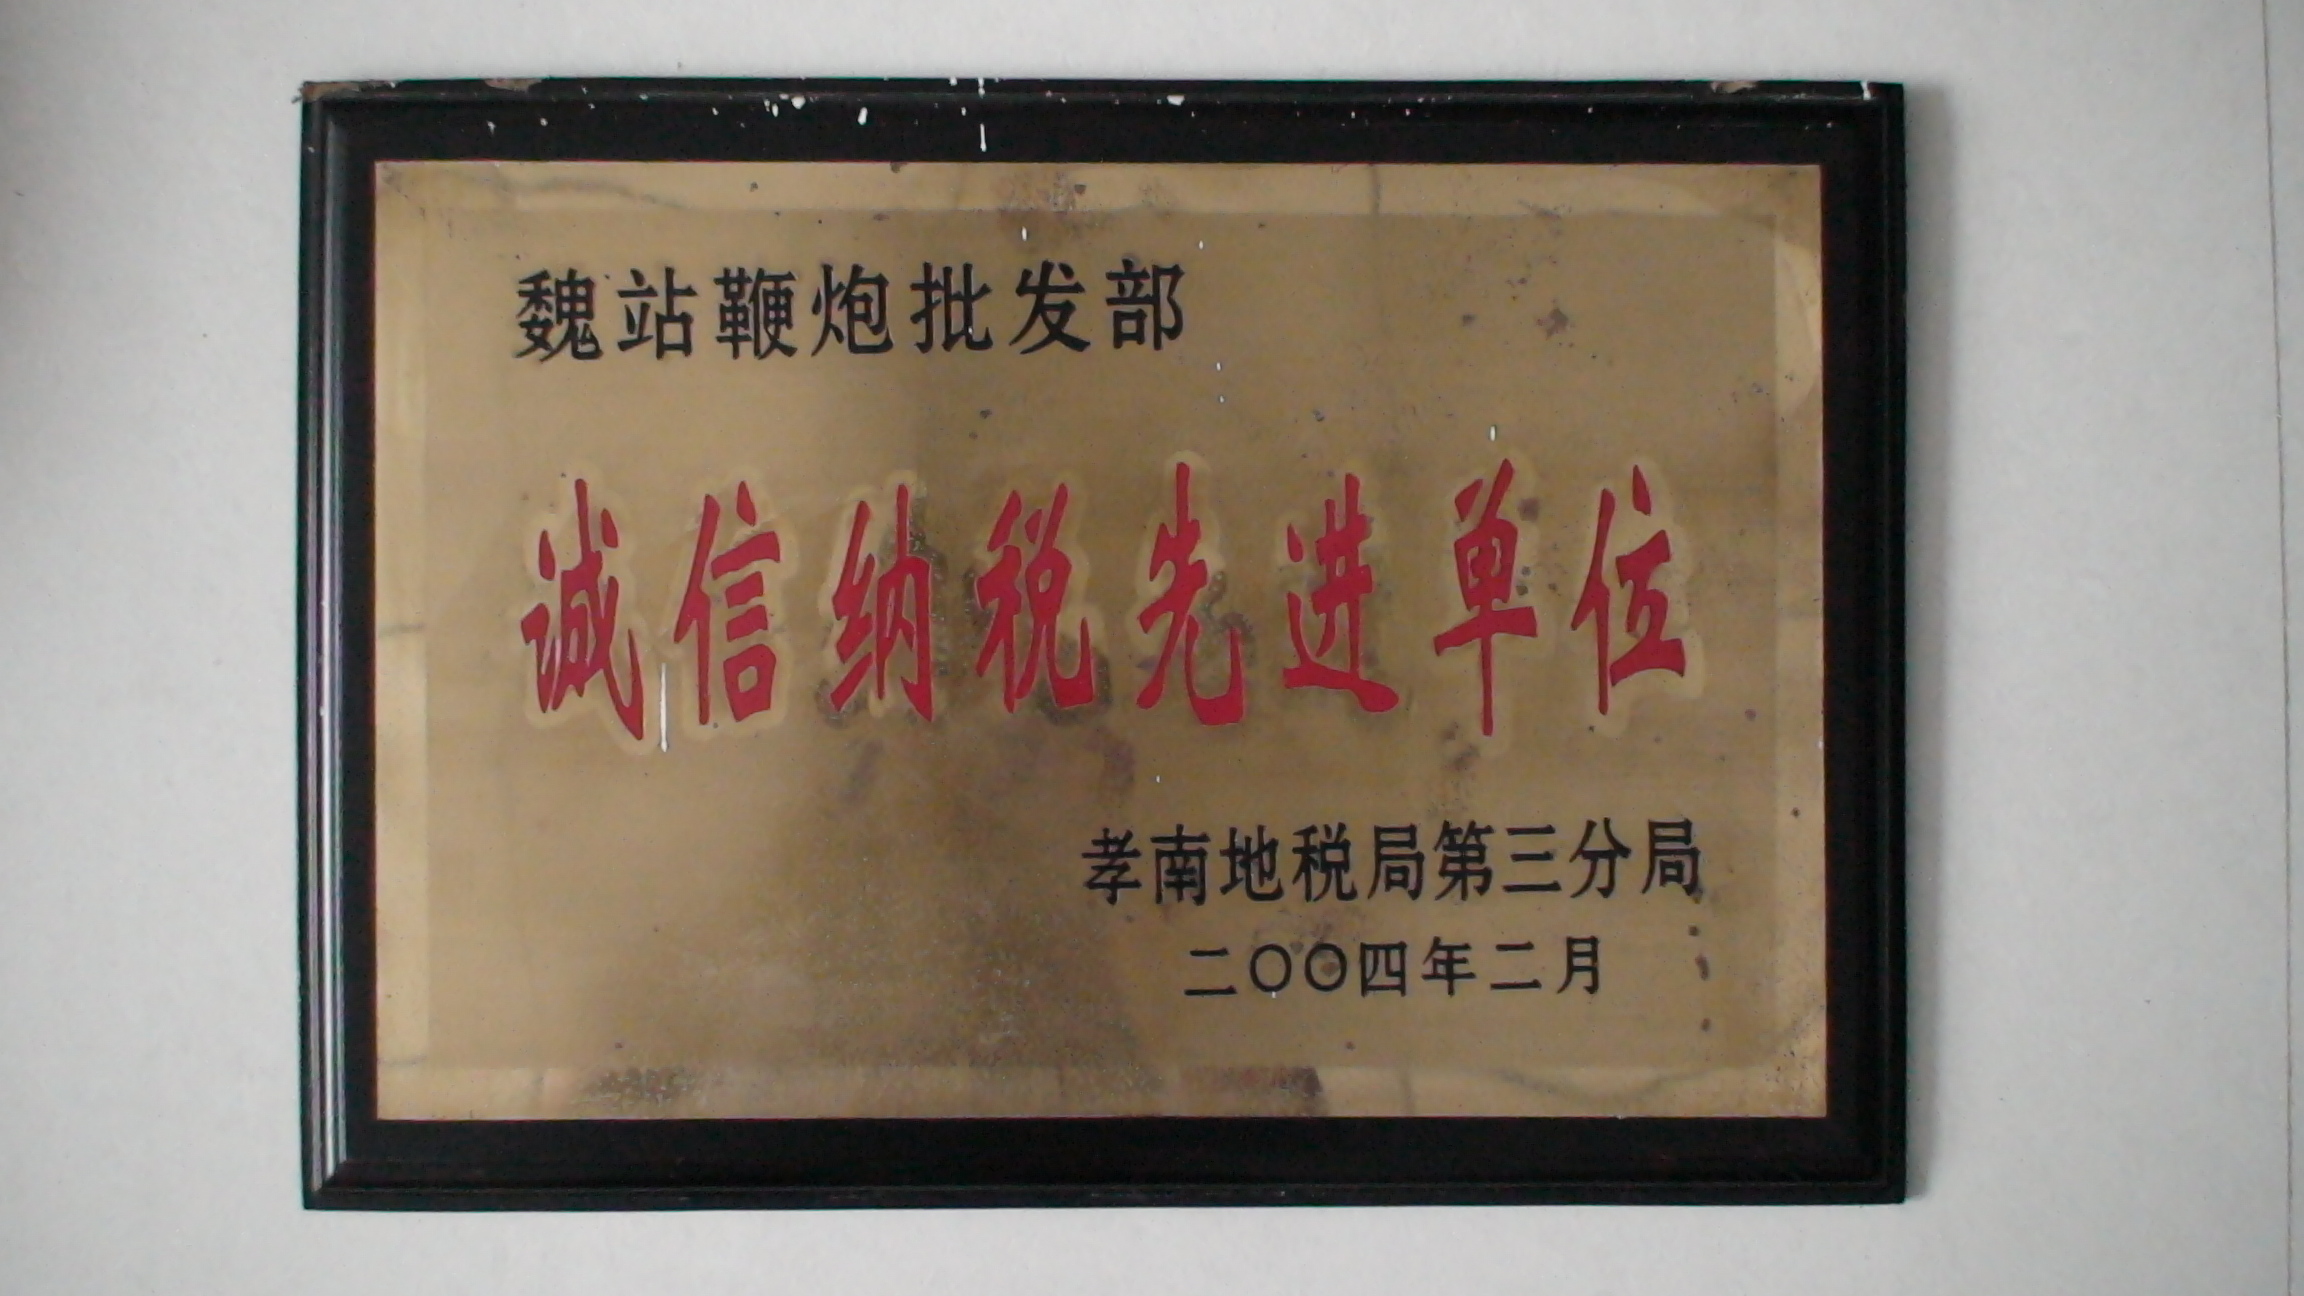 魏站鞭炮批发部
诚信纳税先进单位
孝南地税局第三分局
二〇〇四年二月